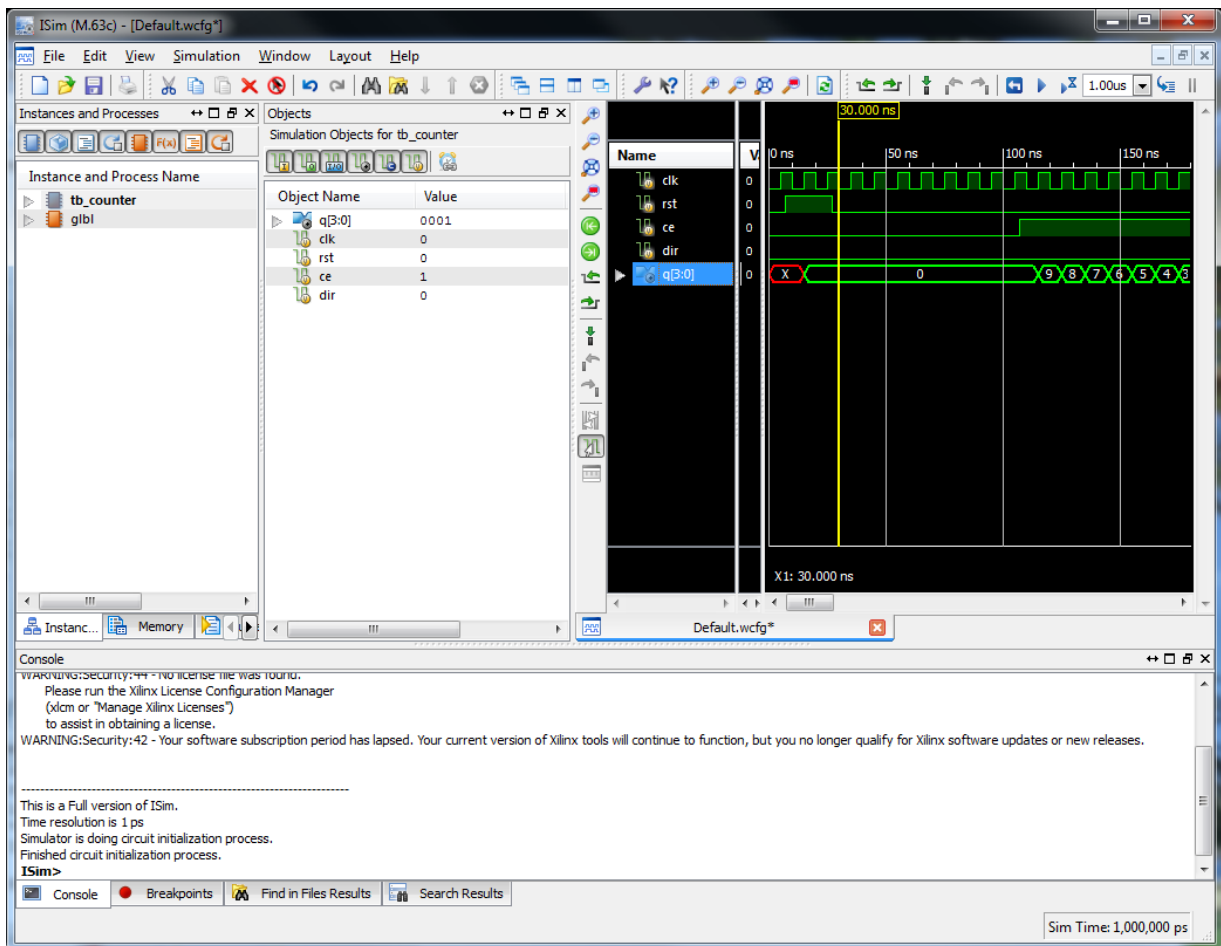 ISim (M.63c) - [Default.wcfg*]
File Edit View Simulation Window Layout Help
1.00us
Instances and Processes
F(x)
Instance and Process Name
tb_counter
glbl
Instanc...
Memory
Objects
Simulation Objects for tb_counter
Object Name Value
q[3:0] 0001
clk 0
rst 0
ce 1
dir 0
30.000 ns
Name V
0 ns 50 ns 100 ns 150 ns
clk 0
rst 0
ce 0
dir 0
q[3:0] 0 X 0 9 8 7 6 5 4 3
X1: 30.000 ns
Default.wcfg*
Console
WARNING:Security:44 - No license file was found.
Please run the Xilinx License Configuration Manager
(xlcm or "Manage Xilinx Licenses")
to assist in obtaining a license.
WARNING:Security:42 - Your software subscription period has lapsed. Your current version of Xilinx tools will continue to function, but you no longer qualify for Xilinx software updates or new releases.
----------------------------------------------------------------------
This is a Full version of ISim.
Time resolution is 1 ps
Simulator is doing circuit initialization process.
Finished circuit initialization process.
ISim>
Console Breakpoints Find in Files Results Search Results
Sim Time: 1,000,000 ps